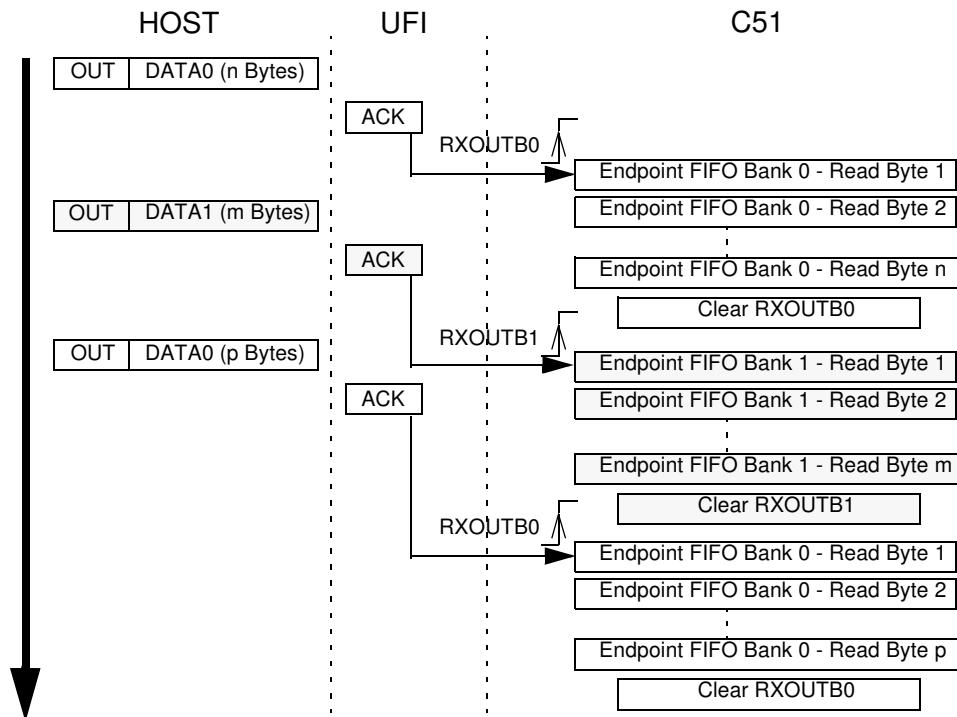 HOST UFI C51
OUT DATA0 (n Bytes)
ACK
RXOUTB0
Endpoint FIFO Bank 0 - Read Byte 1
OUT DATA1 (m Bytes)
Endpoint FIFO Bank 0 - Read Byte 2
ACK
Endpoint FIFO Bank 0 - Read Byte n
Clear RXOUTB0
RXOUTB1
OUT DATA0 (p Bytes)
Endpoint FIFO Bank 1 - Read Byte 1
ACK
Endpoint FIFO Bank 1 - Read Byte 2
Endpoint FIFO Bank 1 - Read Byte m
Clear RXOUTB1
RXOUTB0
Endpoint FIFO Bank 0 - Read Byte 1
Endpoint FIFO Bank 0 - Read Byte 2
Endpoint FIFO Bank 0 - Read Byte p
Clear RXOUTB0